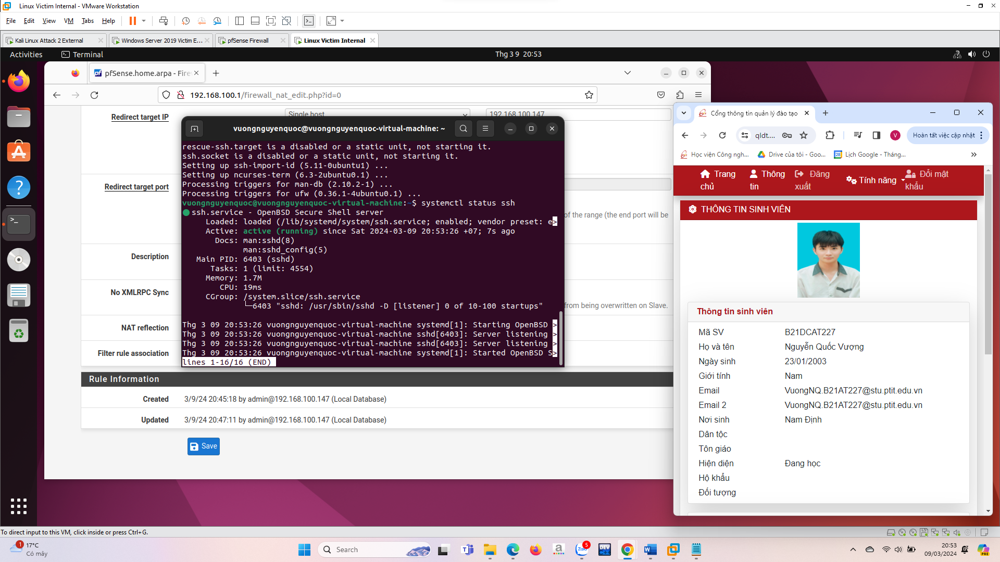 Linux Victim Internal - VMware Workstation
File Edit View VM Tabs Help
Kali Linux Attack 2 External
Windows Server 2019 Victim E...
pfSense Firewall
Linux Victim Internal
Activities
Terminal
Thg 3 9 20:53
pfSense.home.arpa - Fire
192.168.100.1/firewall_nat_edit.php?id=0
Redirect target IP
Single host
192.168.100.147
Redirect target port
of the range (the end port will be
Description
No XMLRPC Sync
from being overwritten on Slave.
NAT reflection
Filter rule association
Rule Information
Created
3/9/24 20:45:18 by admin@192.168.100.147 (Local Database)
Updated
3/9/24 20:47:11 by admin@192.168.100.147 (Local Database)
Save
vuongnguyenquoc@vuongnguyenquoc-virtual-machine: ~
rescue-ssh.target is a disabled or a static unit, not starting it.
ssh.socket is a disabled or a static unit, not starting it.
Setting up ssh-import-id (5.11-0ubuntu1) ...
Setting up ncurses-term (6.3-2ubuntu0.1) ...
Processing triggers for man-db (2.10.2-1) ...
Processing triggers for ufw (0.36.1-4ubuntu0.1) ...
vuongnguyenquoc@vuongnguyenquoc-virtual-machine:~$ systemctl status ssh
● ssh.service - OpenBSD Secure Shell server
Loaded: loaded (/lib/systemd/system/ssh.service; enabled; vendor preset: e>
Active: active (running) since Sat 2024-03-09 20:53:26 +07; 7s ago
Docs: man:sshd(8)
man:sshd_config(5)
Main PID: 6403 (sshd)
Tasks: 1 (limit: 4554)
Memory: 1.7M
CPU: 19ms
CGroup: /system.slice/ssh.service
└─6403 "sshd: /usr/sbin/sshd -D [listener] 0 of 10-100 startups"
Thg 3 09 20:53:26 vuongnguyenquoc-virtual-machine systemd[1]: Starting OpenBSD >
Thg 3 09 20:53:26 vuongnguyenquoc-virtual-machine sshd[6403]: Server listening >
Thg 3 09 20:53:26 vuongnguyenquoc-virtual-machine sshd[6403]: Server listening >
Thg 3 09 20:53:26 vuongnguyenquoc-virtual-machine systemd[1]: Started OpenBSD S>
lines 1-16/16 (END)
Cổng thông tin quản lý đào tạo
qldt....
V
Hoàn tất việc cập nhật
Học viện Công ngh...
Drive của tôi - Goo...
28
Lịch Google - Tháng...
Trang chủ
Thông tin
Đăng xuất
Tính năng
Đổi mật khẩu
THÔNG TIN SINH VIÊN
Thông tin sinh viên
Mã SV B21DCAT227
Họ và tên Nguyễn Quốc Vượng
Ngày sinh 23/01/2003
Giới tính Nam
Email VuongNQ.B21AT227@stu.ptit.edu.vn
Email 2 VuongNQ.B21AT227@stu.ptit.edu.vn
Nơi sinh Nam Định
Dân tộc
Tôn giáo
Hiện diện Đang học
Hộ khẩu
Đối tượng
To direct input to this VM, click inside or press Ctrl+G.
1
17°C
Có mây
Search
Zalo
5
DEV
20:53
09/03/2024
PRE